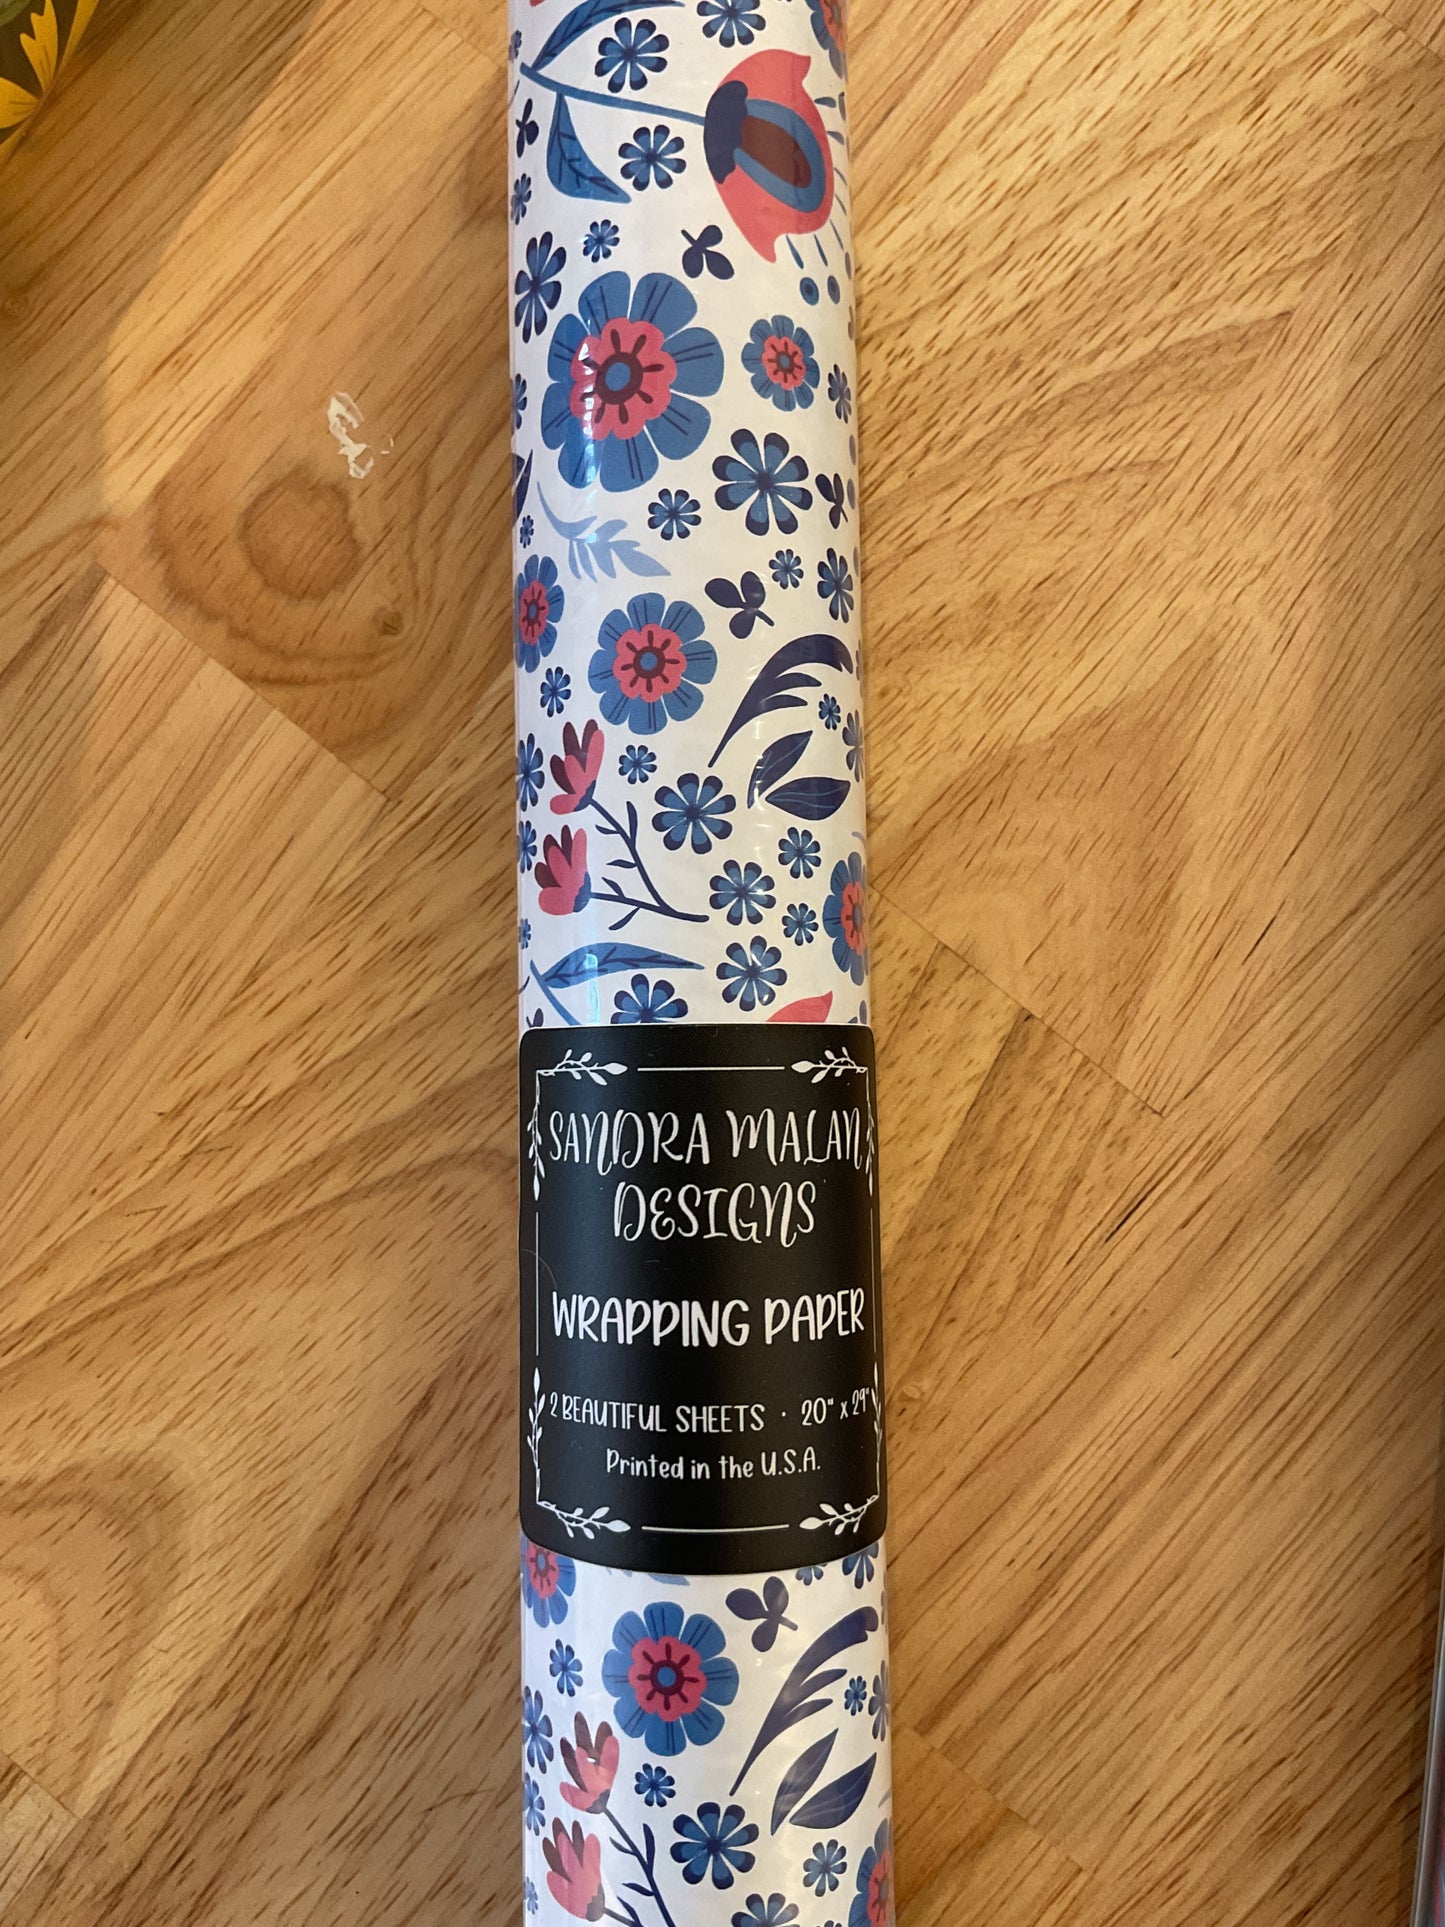 SANDRA MALAN
DESIGNS
WRAPPING PAPER
2 BEAUTIFUL SHEETS · 20" x 29"
Printed in the U.S.A.